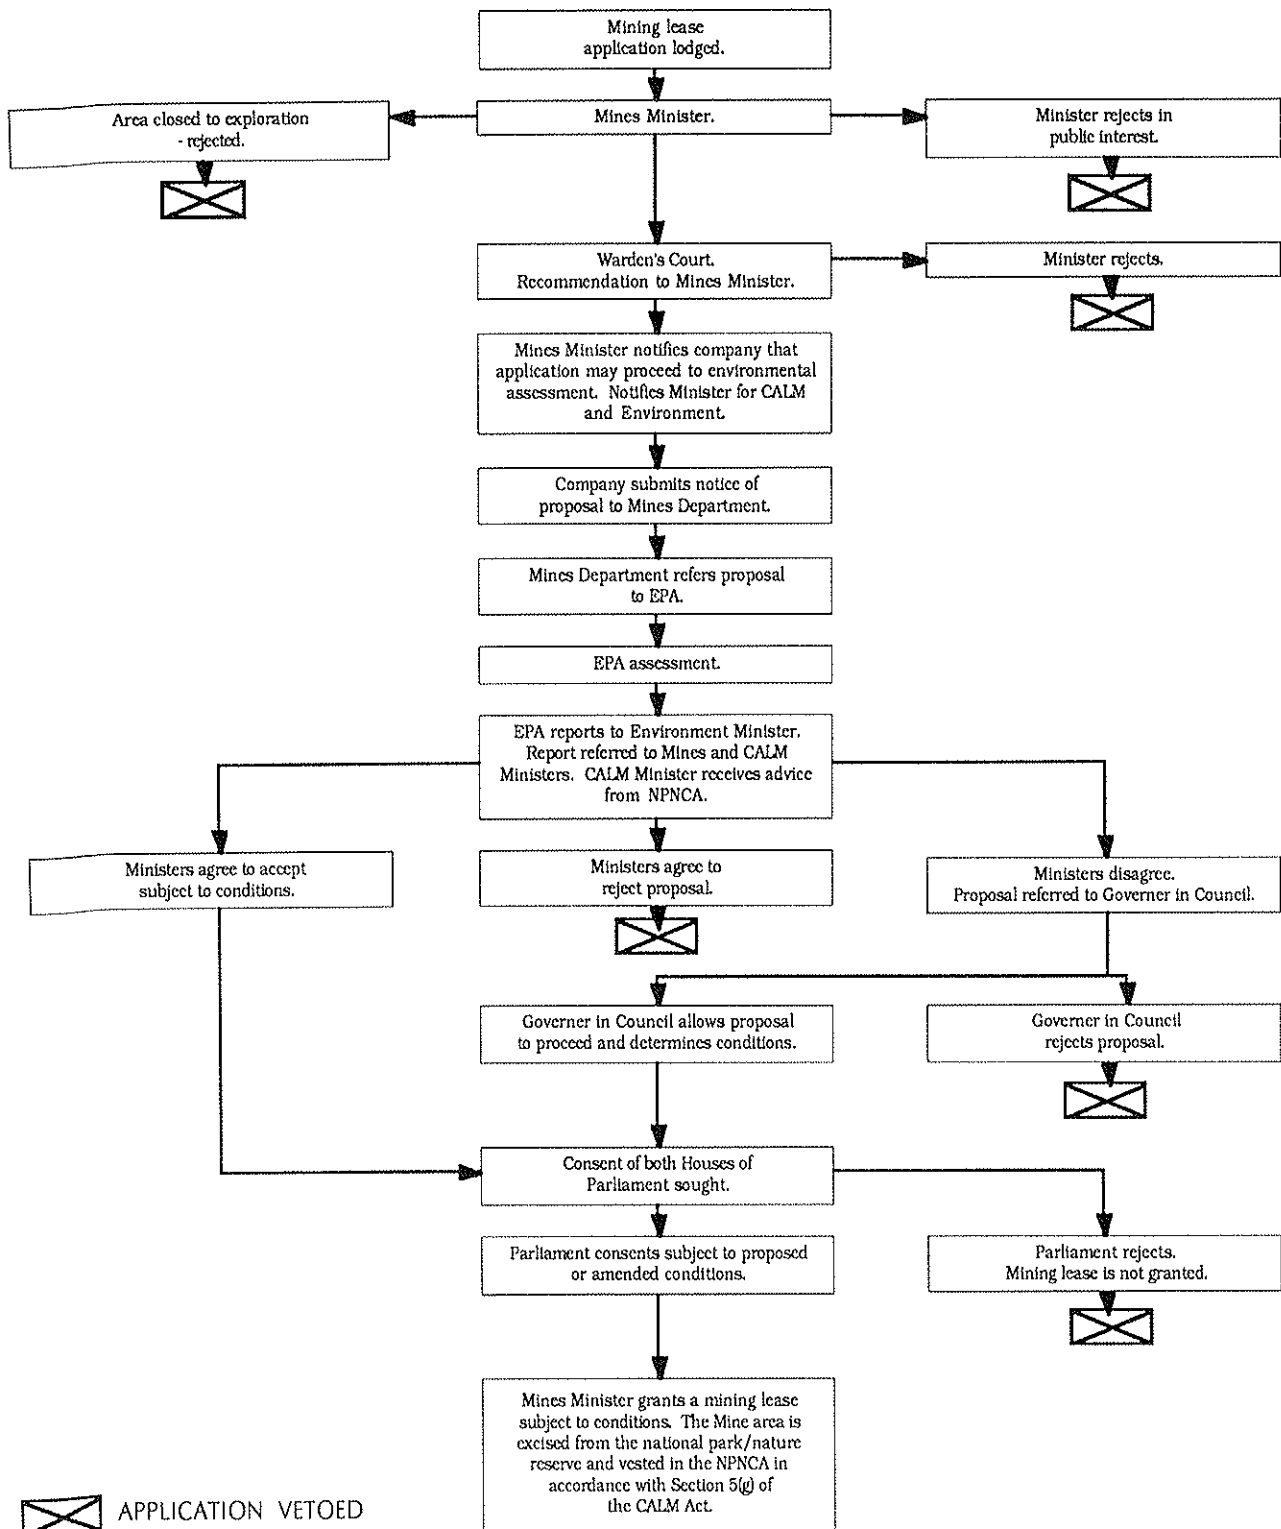 Mining lease
application lodged.
Area closed to exploration
- rejected.
Mines Minister.
Minister rejects in
public interest.
Warden's Court.
Recommendation to Mines Minister.
Minister rejects.
Mines Minister notifies company that
application may proceed to environmental
assessment. Notifies Minister for CALM
and Environment.
Company submits notice of
proposal to Mines Department.
Mines Department refers proposal
to EPA.
EPA assessment.
EPA reports to Environment Minister.
Report referred to Mines and CALM
Ministers. CALM Minister receives advice
from NPNCA.
Ministers agree to accept
subject to conditions.
Ministers agree to
reject proposal.
Ministers disagree.
Proposal referred to Governer in Council.
Governer in Council allows proposal
to proceed and determines conditions.
Governer in Council
rejects proposal.
Consent of both Houses of
Parliament sought.
Parliament consents subject to proposed
or amended conditions.
Parliament rejects.
Mining lease is not granted.
Mines Minister grants a mining lease
subject to conditions. The Mine area is
excised from the national park/nature
reserve and vested in the NPNCA in
accordance with Section 5(g) of
the CALM Act.
APPLICATION VETOED